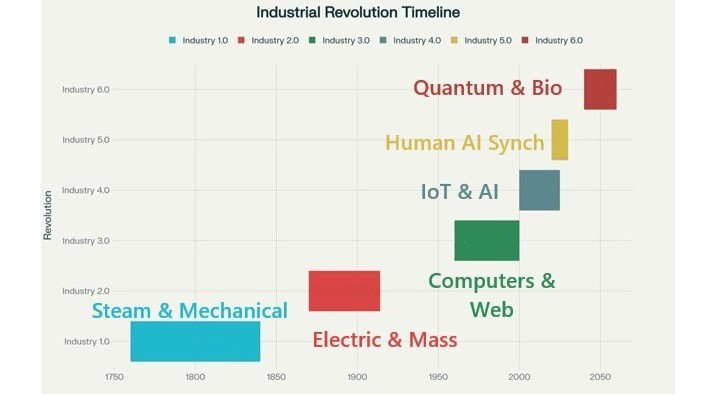 Industrial Revolution Timeline
Industry 1.0 Industry 2.0 Industry 3.0 Industry 4.0 Industry 5.0 Industry 6.0
Industry 6.0
Quantum & Bio
Industry 5.0
Human AI Synch
Industry 4.0
IoT & AI
Revolution
Industry 3.0
Computers &
Web
Industry 2.0
Steam & Mechanical
Industry 1.0
Electric & Mass
1750 1800 1850 1900 1950 2000 2050